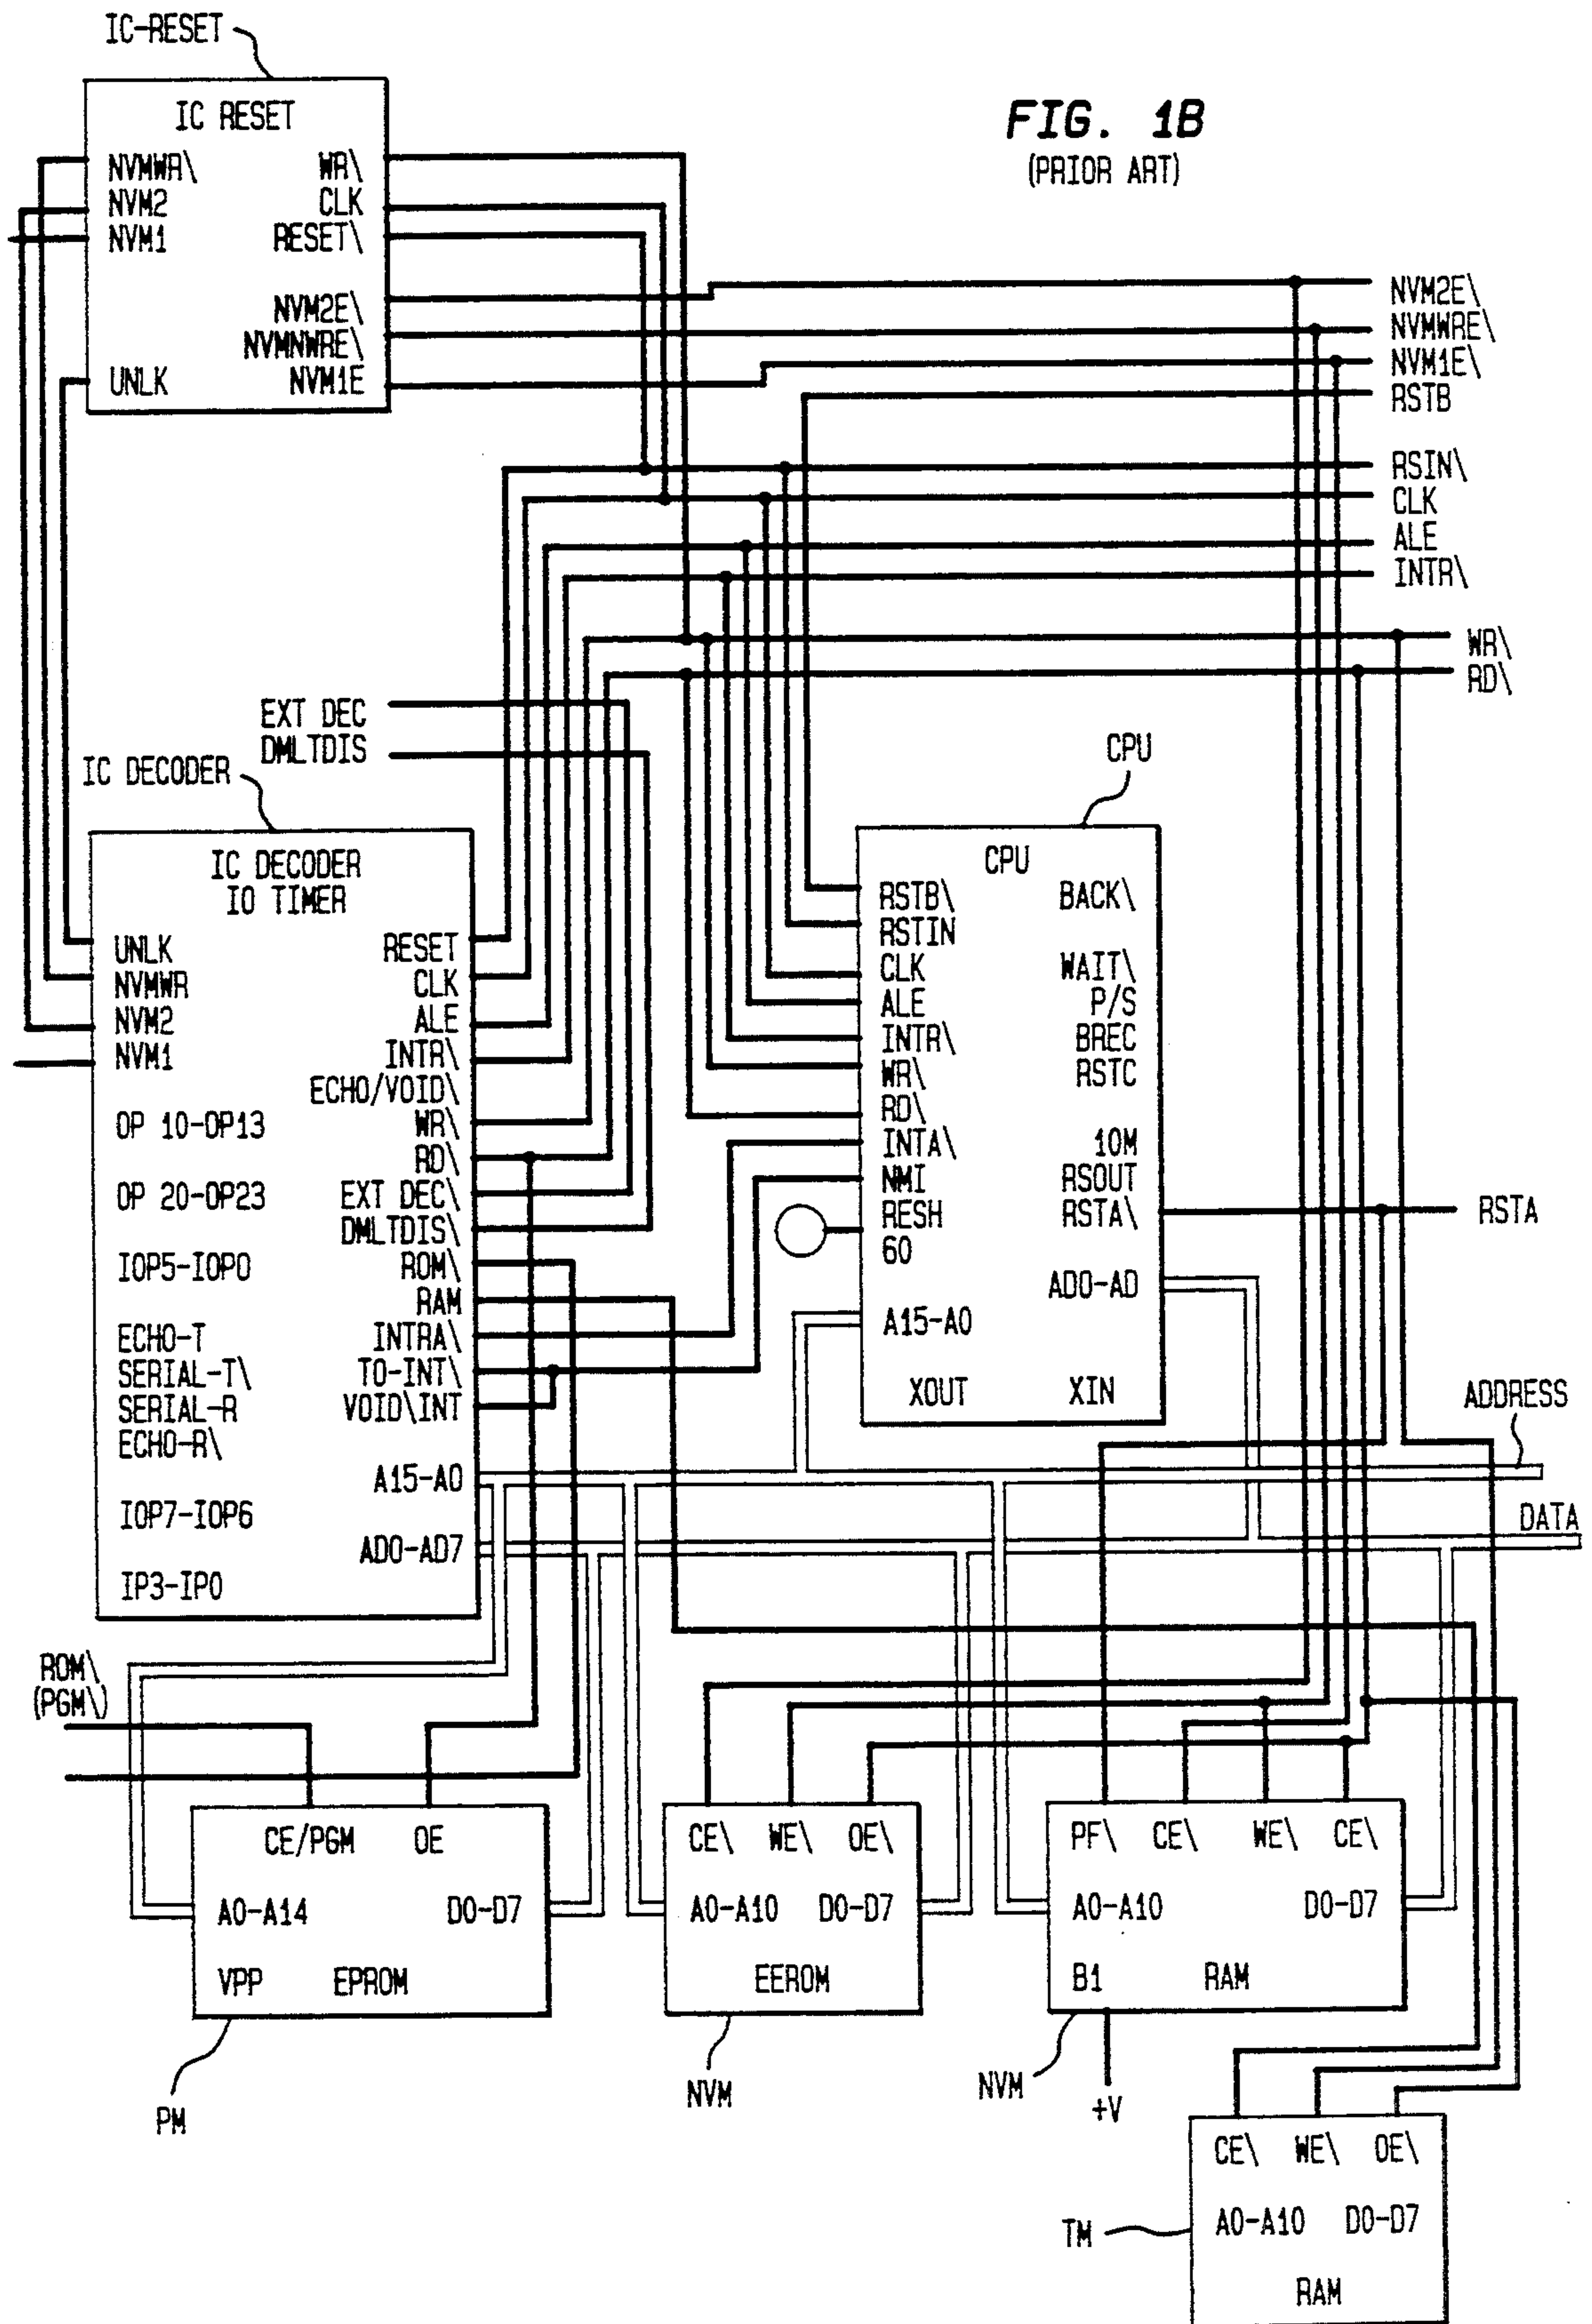 IC-RESET
FIG. 1B
(PRIOR ART)
IC RESET
NVMWR\ WR\
NVM2 CLK
NVM1 RESET\
NVM2E\
NVMNWRE\
UNLK NVM1E
NVM2E\
NVMWRE\
NVM1E\
RSTB
RSIN\
CLK
ALE
INTR\
WR\
RD\
EXT DEC
DMLTDIS
IC DECODER
CPU
IC DECODER
IO TIMER
UNLK RESET
NVMWR CLK
NVM2 ALE
NVM1 INTR\
ECHO/VOID\
OP 10-OP13 WR\
RD\
OP 20-OP23 EXT DEC\
DMLTDIS\
IOP5-IOP0 ROM\
RAM
ECHO-T INTRA\
SERIAL-T\ TO-INT\
SERIAL-R VOID\INT
ECHO-R\
A15-A0
IOP7-IOP6
AD0-AD7
IP3-IP0
CPU
RSTB\ BACK\
RSTIN
CLK WAIT\
ALE P/S
INTR\ BREC
WR\ RSTC
RD\
INTA\ 10M
NMI RSOUT
RESH RSTA\
60
AD0-AD
A15-A0
XOUT XIN
RSTA
ADDRESS
DATA
ROM\
(PGM\)
CE/PGM OE
A0-A14 D0-D7
VPP EPROM
PM
CE\ WE\ OE\
A0-A10 D0-D7
EEROM
NVM
PF\ CE\ WE\ CE\
A0-A10 D0-D7
B1 RAM
NVM
+V
CE\ WE\ OE\
TM
A0-A10 D0-D7
RAM